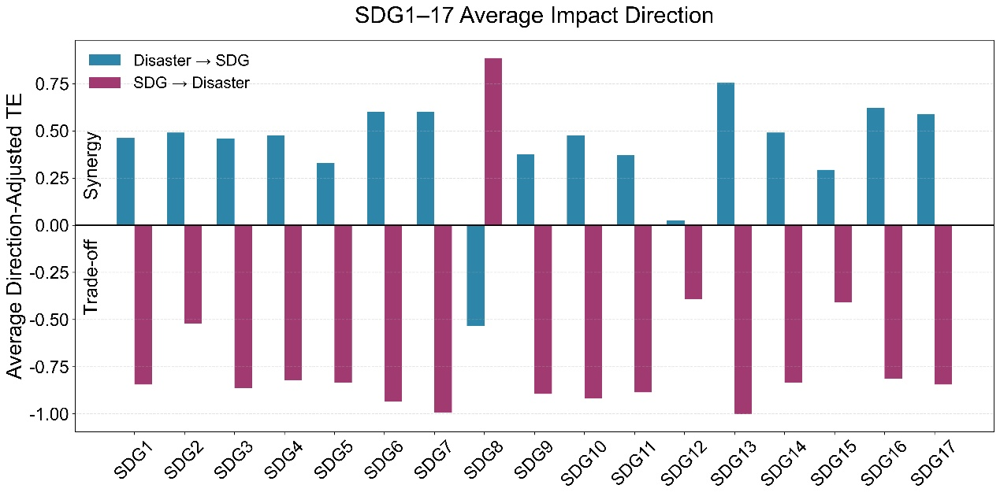 SDG1–17 Average Impact Direction
Disaster → SDG
SDG → Disaster
Average Direction-Adjusted TE
Synergy
Trade-off
0.75
0.50
0.25
0.00
-0.25
-0.50
-0.75
-1.00
SDG1
SDG2
SDG3
SDG4
SDG5
SDG6
SDG7
SDG8
SDG9
SDG10
SDG11
SDG12
SDG13
SDG14
SDG15
SDG16
SDG17